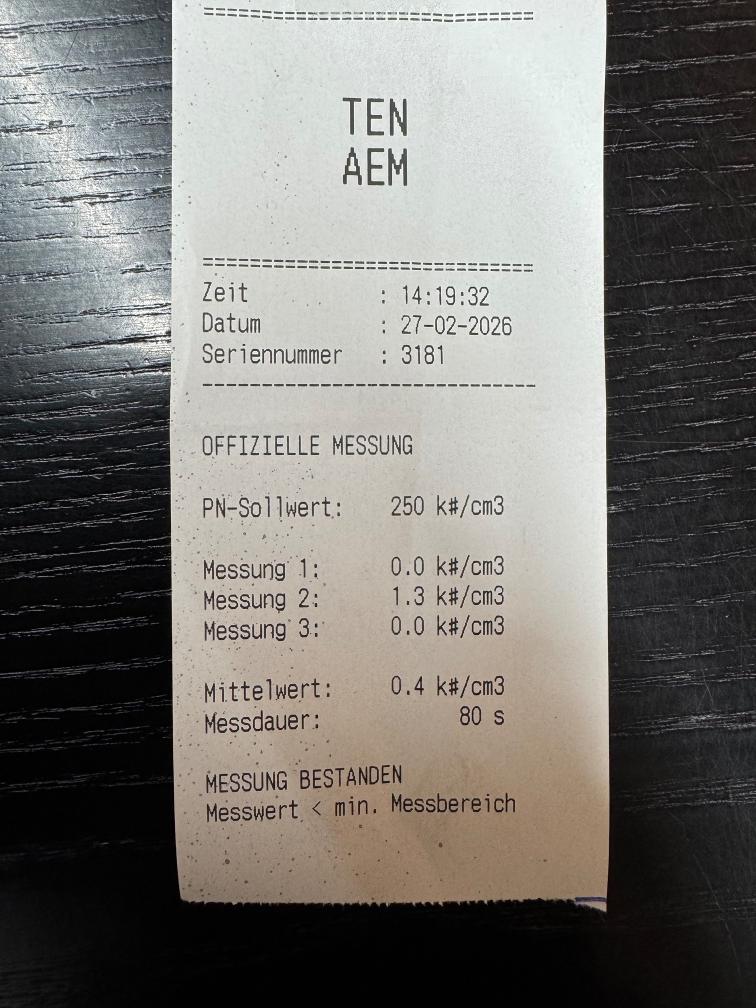 =====================================
TEN
AEM
=====================================
Zeit : 14:19:32
Datum : 27-02-2026
Seriennummer : 3181
-------------------------------------
OFFIZIELLE MESSUNG
PN-Sollwert: 250 k#/cm3
Messung 1: 0.0 k#/cm3
Messung 2: 1.3 k#/cm3
Messung 3: 0.0 k#/cm3
Mittelwert: 0.4 k#/cm3
Messdauer: 80 s
MESSUNG BESTANDEN
Messwert < min. Messbereich